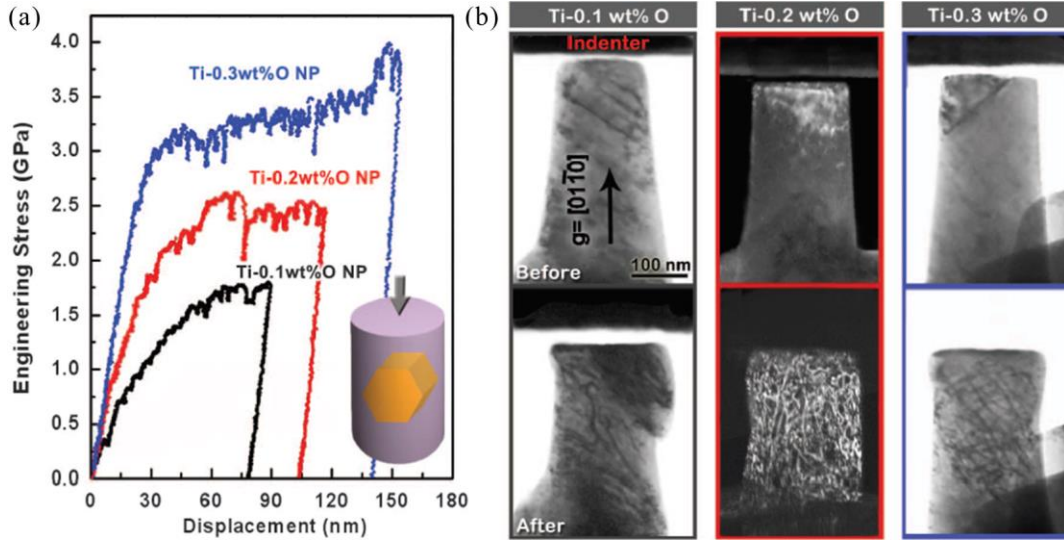 (a)
4.0
3.5
3.0
2.5
2.0
1.5
1.0
0.5
0.0
Engineering Stress (GPa)
Ti-0.3wt%O NP
Ti-0.2wt%O NP
Ti-0.1wt%O NP
0 30 60 90 120 150 180
Displacement (nm)
(b)
Ti-0.1 wt% O
Ti-0.2 wt% O
Ti-0.3 wt% O
Indenter
g= [011̄0]
100 nm
Before
After